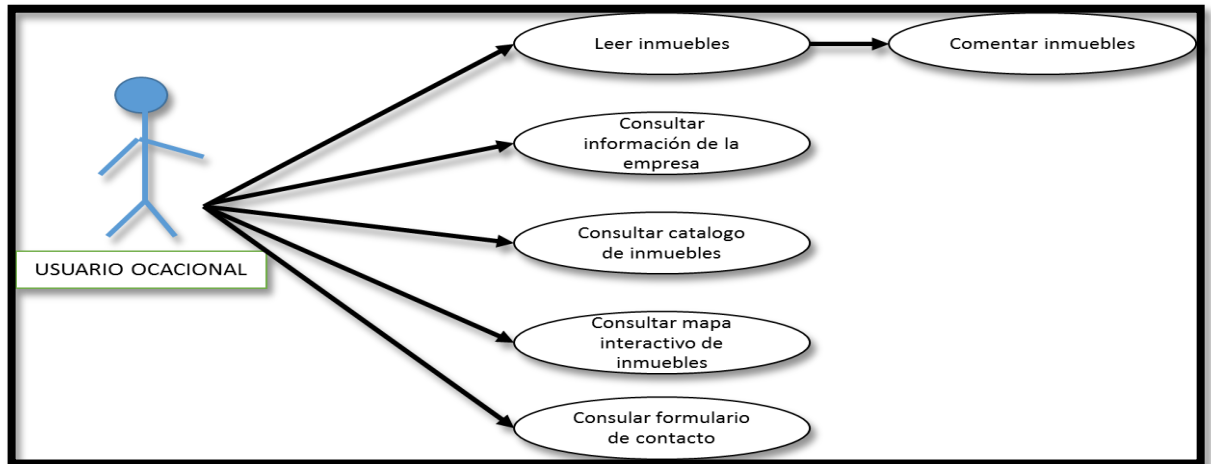 Leer inmuebles
Comentar inmuebles
Consultar
información de la
empresa
Consultar catalogo
de inmuebles
USUARIO OCACIONAL
Consultar mapa
interactivo de
inmuebles
Consular formulario
de contacto